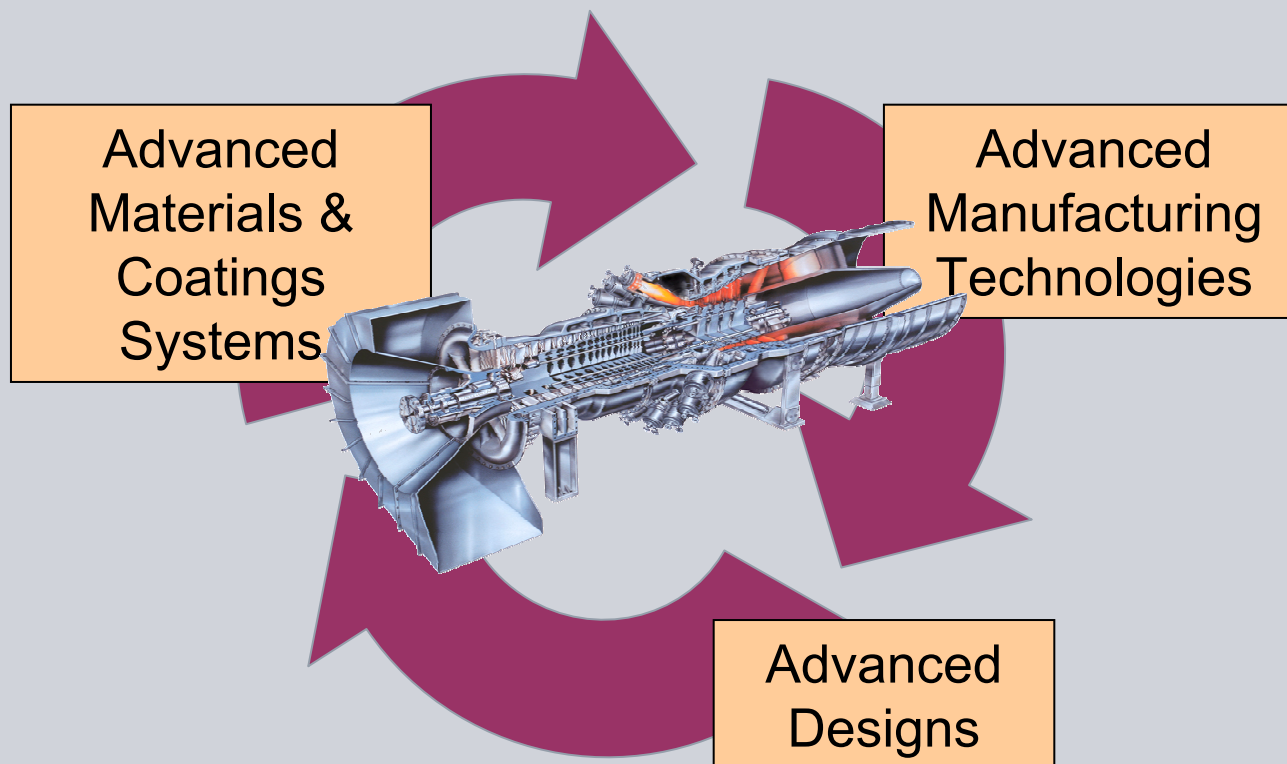 Advanced
Materials &
Coatings
Systems
Advanced
Manufacturing
Technologies
Advanced
Designs